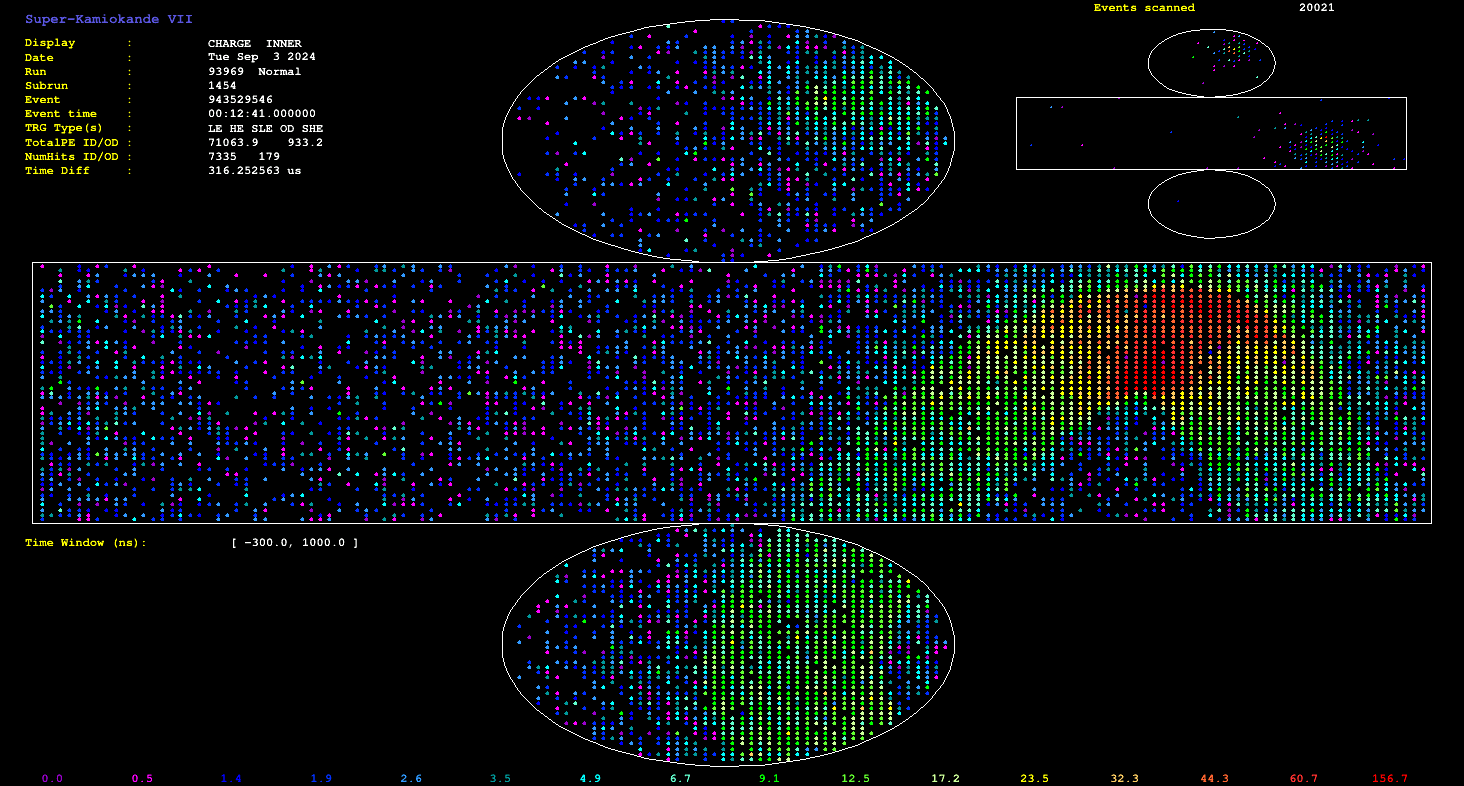 Super-Kamiokande VII
Events scanned 20021
Display : CHARGE INNER
Date : Tue Sep 3 2024
Run : 93969 Normal
Subrun : 1454
Event : 943529546
Event time : 00:12:41.000000
TRG Type(s) : LE HE SLE OD SHE
TotalPE ID/OD : 71063.9 933.2
NumHits ID/OD : 7335 179
Time Diff : 316.252563 us
Time Window (ns): [ -300.0, 1000.0 ]
0.0 0.5 1.4 1.9 2.6 3.5 4.9 6.7 9.1 12.5 17.2 23.5 32.3 44.3 60.7 156.7